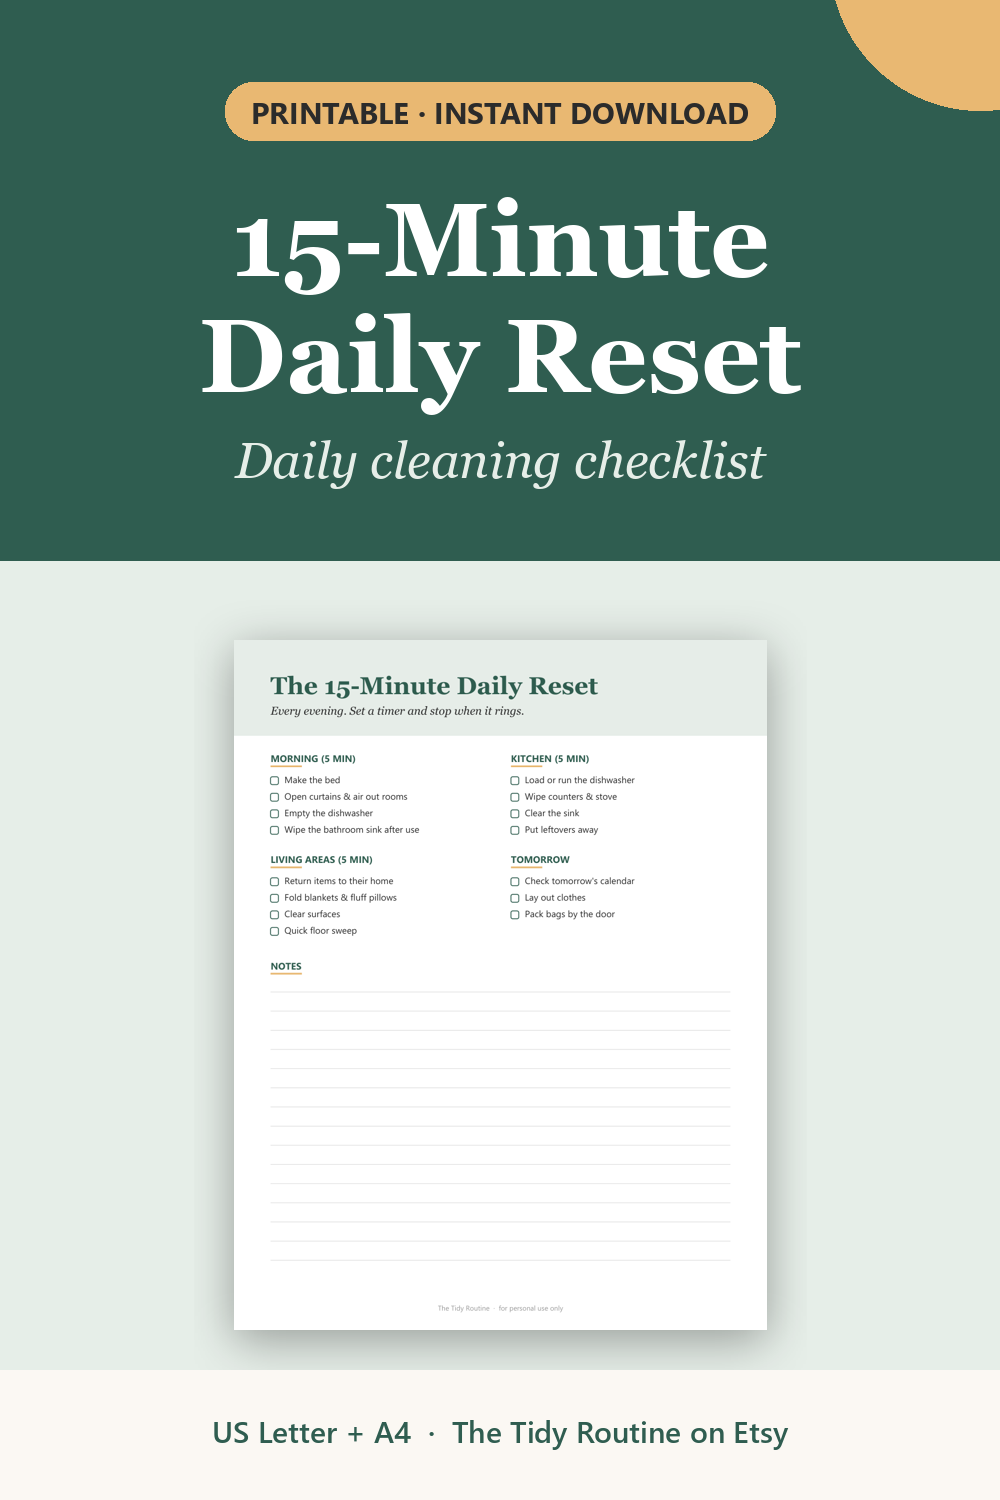 PRINTABLE · INSTANT DOWNLOAD
15-Minute
Daily Reset
Daily cleaning checklist
The 15-Minute Daily Reset
Every evening. Set a timer and stop when it rings.
MORNING (5 MIN)
Make the bed
Open curtains & air out rooms
Empty the dishwasher
Wipe the bathroom sink after use
KITCHEN (5 MIN)
Load or run the dishwasher
Wipe counters & stove
Clear the sink
Put leftovers away
LIVING AREAS (5 MIN)
Return items to their home
Fold blankets & fluff pillows
Clear surfaces
Quick floor sweep
TOMORROW
Check tomorrow's calendar
Lay out clothes
Pack bags by the door
NOTES
The Tidy Routine · for personal use only
US Letter + A4 · The Tidy Routine on Etsy